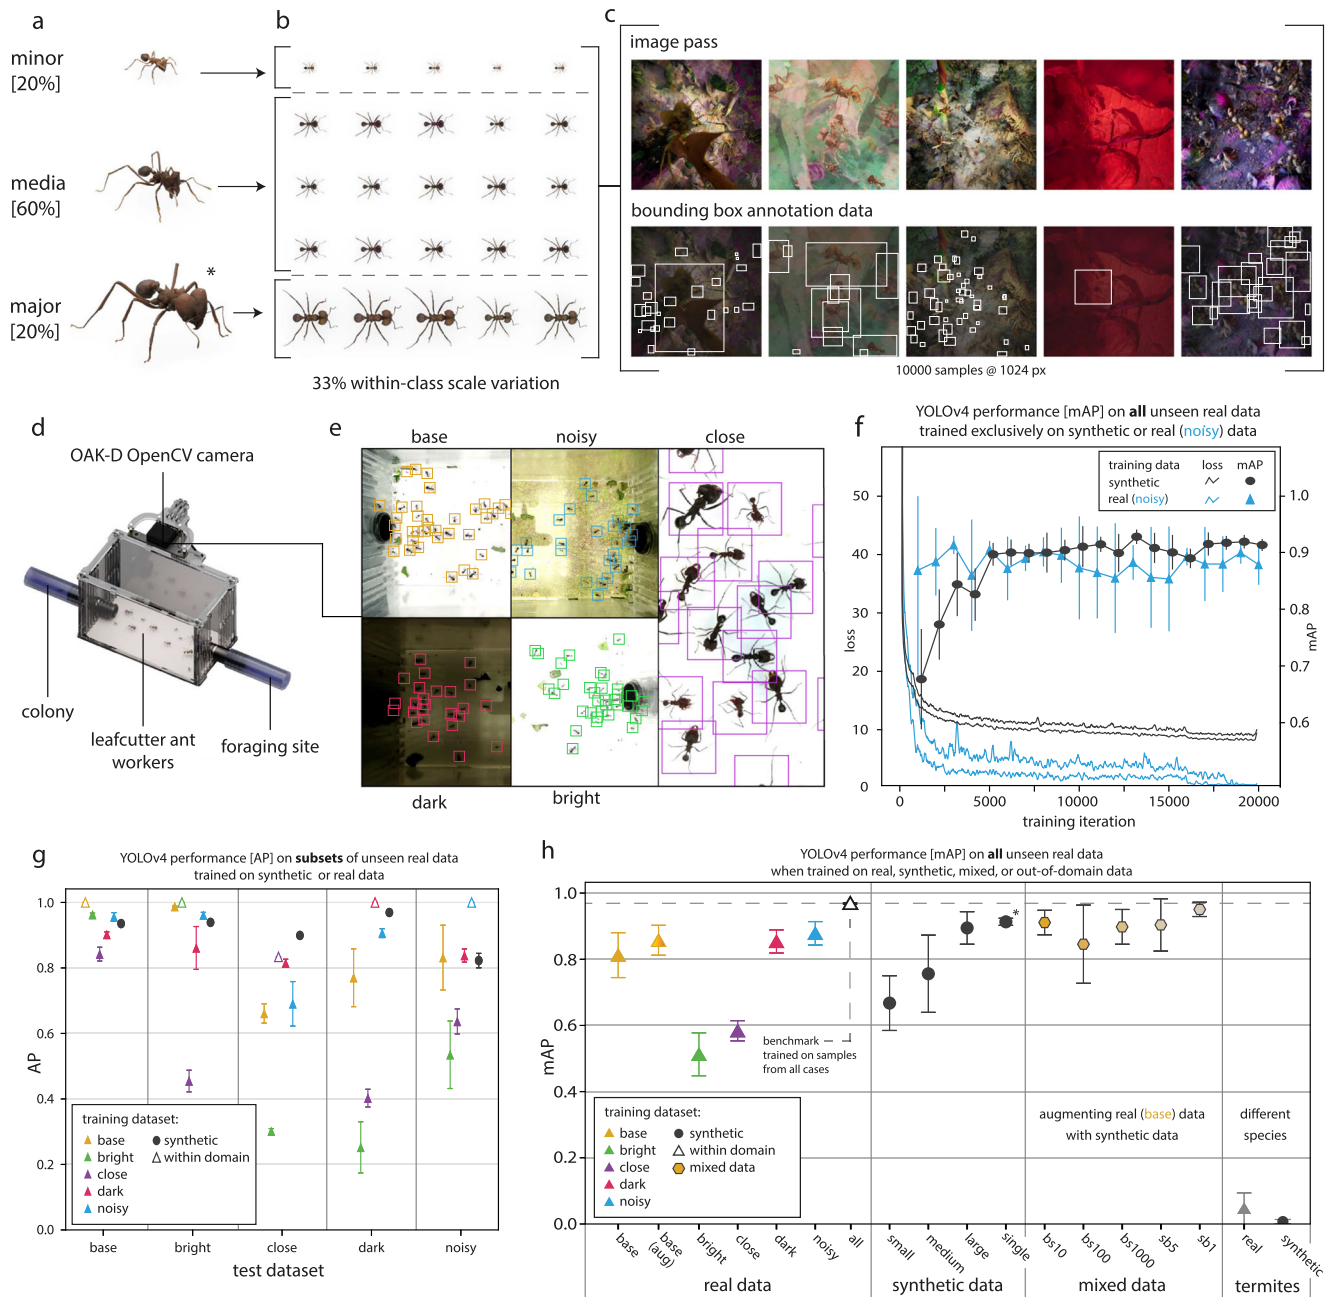 a
minor
[20%]
media
[60%]
*
major
[20%]
b
33% within-class scale variation
c
image pass
bounding box annotation data
10000 samples @ 1024 px
d
OAK-D OpenCV camera
colony
leafcutter ant
workers
foraging site
e
base
noisy
close
dark
bright
f
YOLOv4 performance [mAP] on all unseen real data
trained exclusively on synthetic or real (noisy) data
training data
loss
mAP
synthetic
real (noisy)
50
40
30
20
10
0
loss
1.0
0.9
0.8
0.7
0.6
mAP
0
5000
10000
15000
20000
training iteration
g
YOLOv4 performance [AP] on subsets of unseen real data
trained on synthetic or real data
1.0
0.8
0.6
0.4
0.2
0.0
AP
training dataset:
base
bright
close
dark
noisy
synthetic
within domain
base
bright
close
dark
noisy
test dataset
h
YOLOv4 performance [mAP] on all unseen real data
when trained on real, synthetic, mixed, or out-of-domain data
1.0
0.8
0.6
0.4
0.2
0.0
mAP
*
benchmark
trained on samples
from all cases
training dataset:
base
bright
close
dark
noisy
synthetic
within domain
mixed data
augmenting real (base) data
with synthetic data
different
species
base
base
(aug)
bright
close
dark
noisy
all
small
medium
large
single
bs10
bs100
bs1000
sb5
sb1
real
synthetic
real data
synthetic data
mixed data
termites